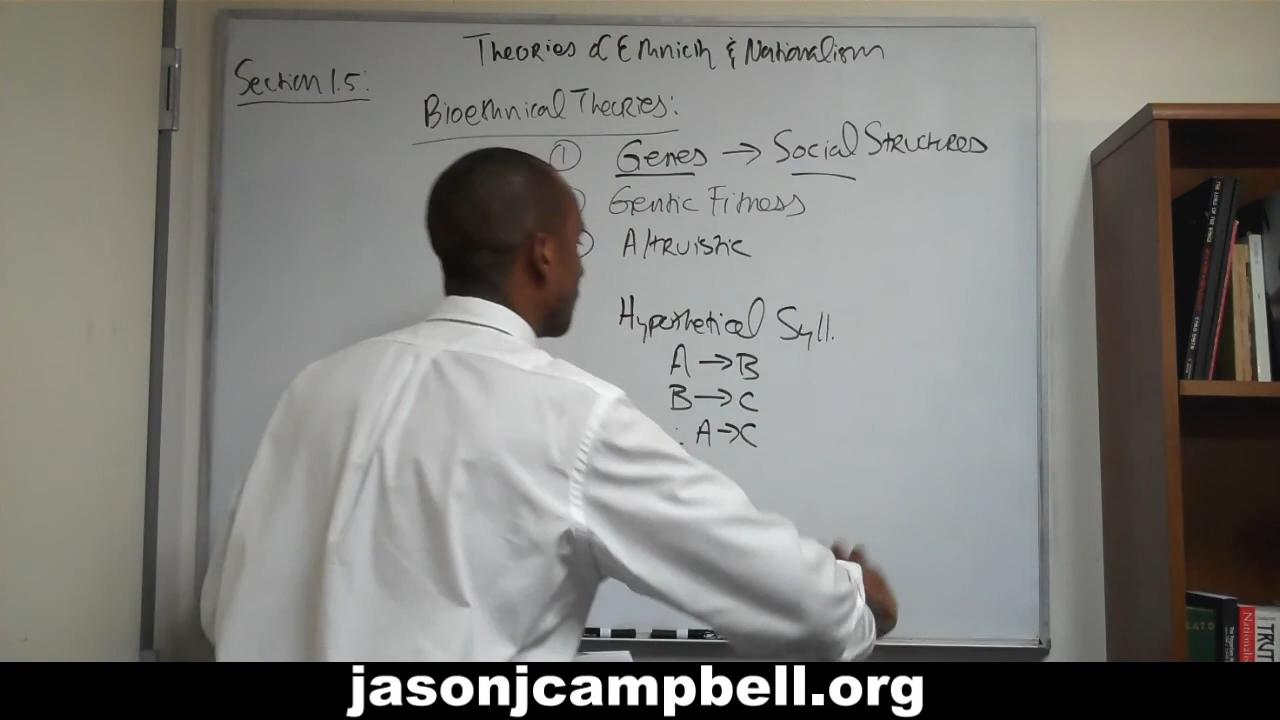 Theories of Ethnicity & Nationalism
Section 1.5:
Bioethnical Theories:
1 Genes → Social Structures
Gentic Fitness
Altruistic
Hypothetical Syll.
A → B
B → C
∴ A → C
jasonjcampbell.org